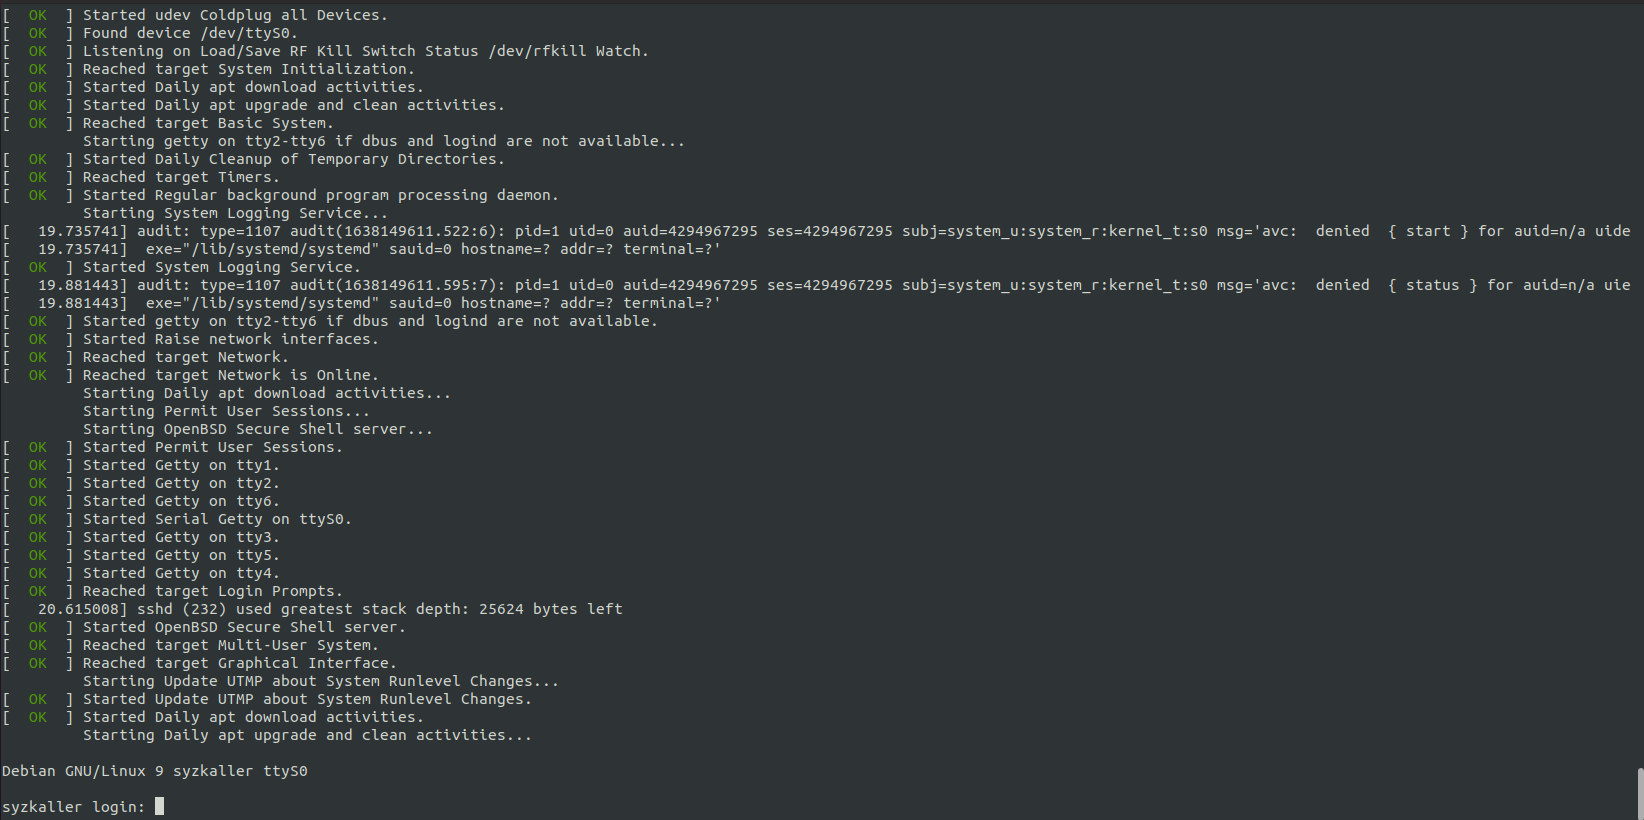 [  OK  ] Started udev Coldplug all Devices.
[  OK  ] Found device /dev/ttyS0.
[  OK  ] Listening on Load/Save RF Kill Switch Status /dev/rfkill Watch.
[  OK  ] Reached target System Initialization.
[  OK  ] Started Daily apt download activities.
[  OK  ] Started Daily apt upgrade and clean activities.
[  OK  ] Reached target Basic System.
         Starting getty on tty2-tty6 if dbus and logind are not available...
[  OK  ] Started Daily Cleanup of Temporary Directories.
[  OK  ] Reached target Timers.
[  OK  ] Started Regular background program processing daemon.
         Starting System Logging Service...
[   19.735741] audit: type=1107 audit(1638149611.522:6): pid=1 uid=0 auid=4294967295 ses=4294967295 subj=system_u:system_r:kernel_t:s0 msg='avc:  denied  { start } for auid=n/a uide
[   19.735741]  exe="/lib/systemd/systemd" sauid=0 hostname=? addr=? terminal=?'
[  OK  ] Started System Logging Service.
[   19.881443] audit: type=1107 audit(1638149611.595:7): pid=1 uid=0 auid=4294967295 ses=4294967295 subj=system_u:system_r:kernel_t:s0 msg='avc:  denied  { status } for auid=n/a uie
[   19.881443]  exe="/lib/systemd/systemd" sauid=0 hostname=? addr=? terminal=?'
[  OK  ] Started getty on tty2-tty6 if dbus and logind are not available.
[  OK  ] Started Raise network interfaces.
[  OK  ] Reached target Network.
[  OK  ] Reached target Network is Online.
         Starting Daily apt download activities...
         Starting Permit User Sessions...
         Starting OpenBSD Secure Shell server...
[  OK  ] Started Permit User Sessions.
[  OK  ] Started Getty on tty1.
[  OK  ] Started Getty on tty2.
[  OK  ] Started Getty on tty6.
[  OK  ] Started Serial Getty on ttyS0.
[  OK  ] Started Getty on tty3.
[  OK  ] Started Getty on tty5.
[  OK  ] Started Getty on tty4.
[  OK  ] Reached target Login Prompts.
[   20.615008] sshd (232) used greatest stack depth: 25624 bytes left
[  OK  ] Started OpenBSD Secure Shell server.
[  OK  ] Reached target Multi-User System.
[  OK  ] Reached target Graphical Interface.
         Starting Update UTMP about System Runlevel Changes...
[  OK  ] Started Update UTMP about System Runlevel Changes.
[  OK  ] Started Daily apt download activities.
         Starting Daily apt upgrade and clean activities...
Debian GNU/Linux 9 syzkaller ttyS0
syzkaller login: